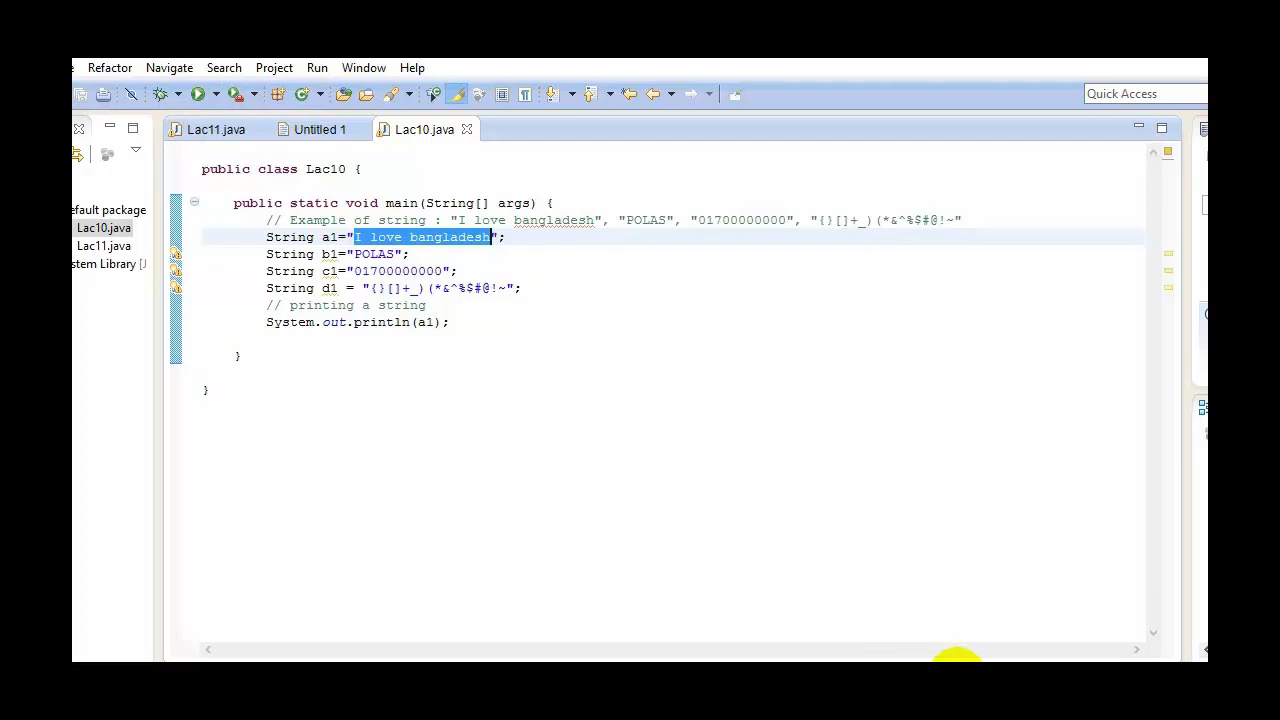 e Refactor Navigate Search Project Run Window Help
Quick Access
Lac11.java Untitled 1 Lac10.java
efault package
Lac10.java
Lac11.java
stem Library [J
public class Lac10 {
public static void main(String[] args) {
// Example of string : "I love bangladesh", "POLAS", "01700000000", "{}[]+_)(*&^%$#@!~"
String a1="I love bangladesh";
String b1="POLAS";
String c1="01700000000";
String d1 = "{}[]+_)(*&^%$#@!~";
// printing a string
System.out.println(a1);
}
}